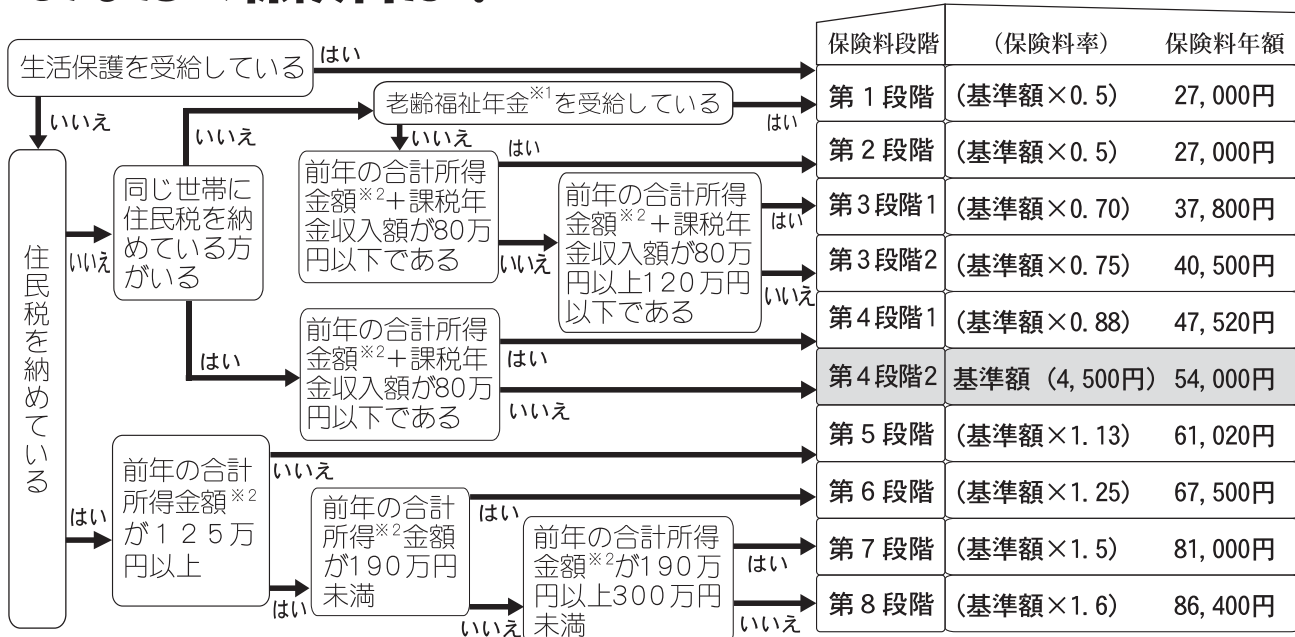 生活保護を受給している
はい
いいえ
住民税を納めている
いいえ
同じ世帯に
住民税を納
めている方
がいる
いいえ
老齢福祉年金※1を受給している
はい
いいえ
前年の合計所得
金額※2＋課税年
金収入額が80万
円以下である
はい
いいえ
前年の合計所得
金額※2＋課税年
金収入額が80万
円以上120万円
以下である
はい
いいえ
はい
前年の合計所得
金額※2＋課税年
金収入額が80万
円以下である
はい
いいえ
はい
前年の合計
所得金額※2
が125万
円以上
いいえ
はい
前年の合計
所得※2金額
が190万円
未満
はい
いいえ
前年の合計所得
金額※2が190万
円以上300万円
未満
はい
いいえ
保険料段階 （保険料率） 保険料年額
第1段階 （基準額×0.5） 27,000円
第2段階 （基準額×0.5） 27,000円
第3段階1 （基準額×0.70） 37,800円
第3段階2 （基準額×0.75） 40,500円
第4段階1 （基準額×0.88） 47,520円
第4段階2 基準額（4,500円） 54,000円
第5段階 （基準額×1.13） 61,020円
第6段階 （基準額×1.25） 67,500円
第7段階 （基準額×1.5） 81,000円
第8段階 （基準額×1.6） 86,400円